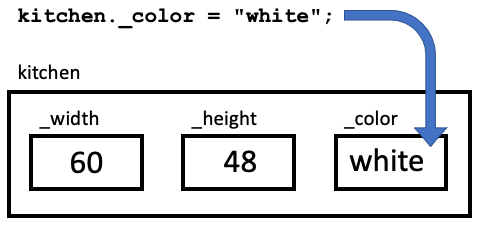 kitchen._color = "white";
kitchen
_width _height _color
60 48 white